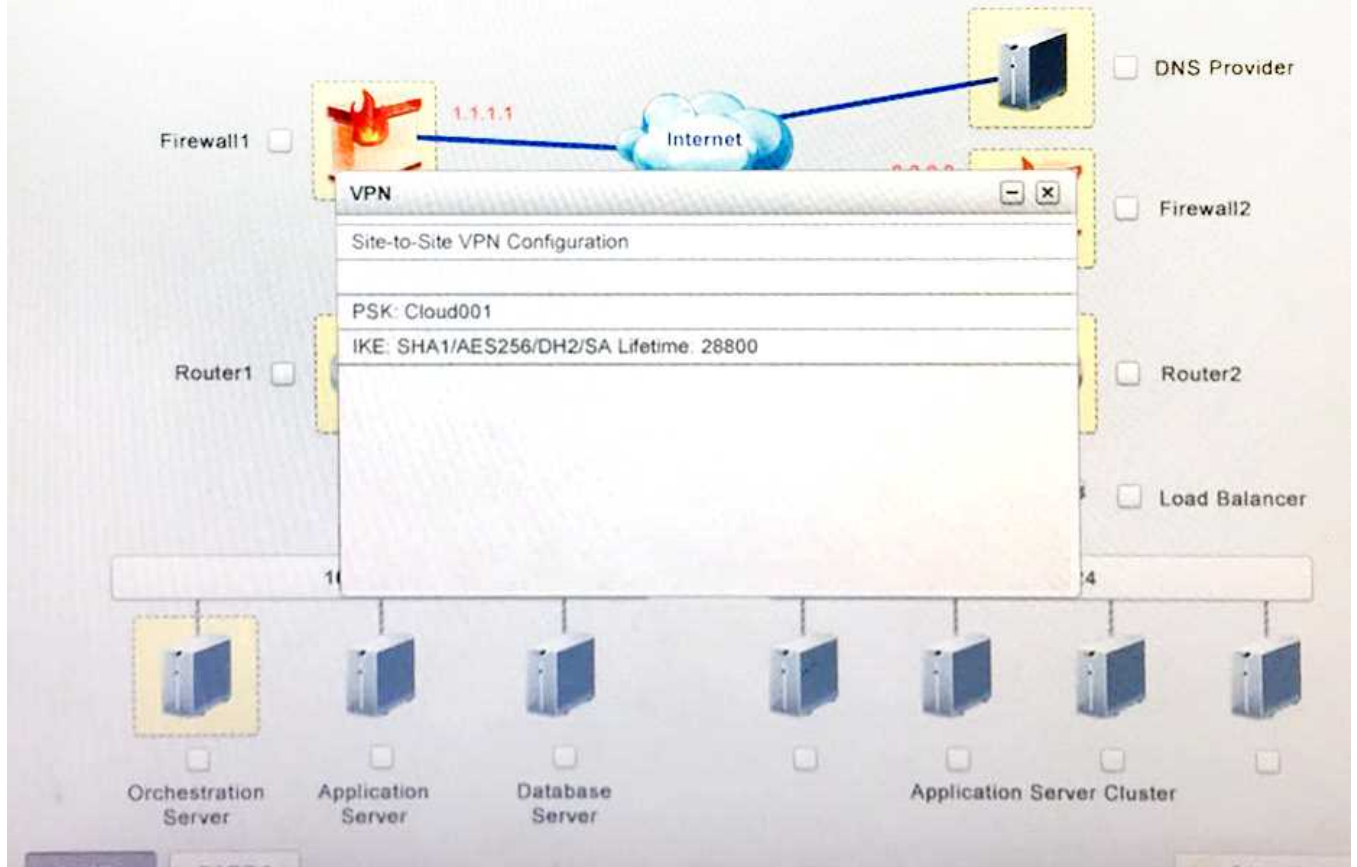 DNS Provider
1.1.1.1
Firewall1
Internet
VPN
Firewall2
Site-to-Site VPN Configuration
PSK: Cloud001
IKE: SHA1/AES256/DH2/SA Lifetime: 28800
Router1
Router2
Load Balancer
Orchestration
Server
Application
Server
Database
Server
Application Server Cluster